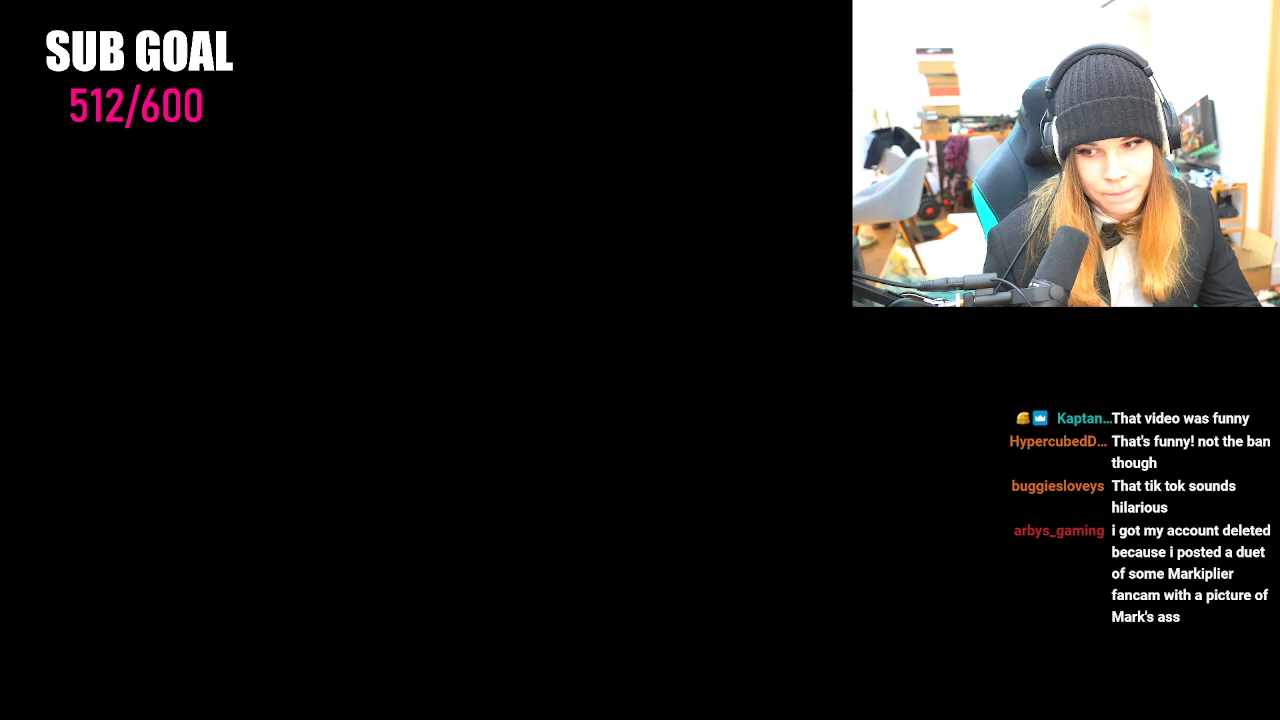 SUB GOAL
512/600
Kaptan... That video was funny
HypercubedD... That's funny! not the ban
though
buggiesloveys That tik tok sounds
hilarious
arbys_gaming i got my account deleted
because i posted a duet
of some Markiplier
fancam with a picture of
Mark's ass